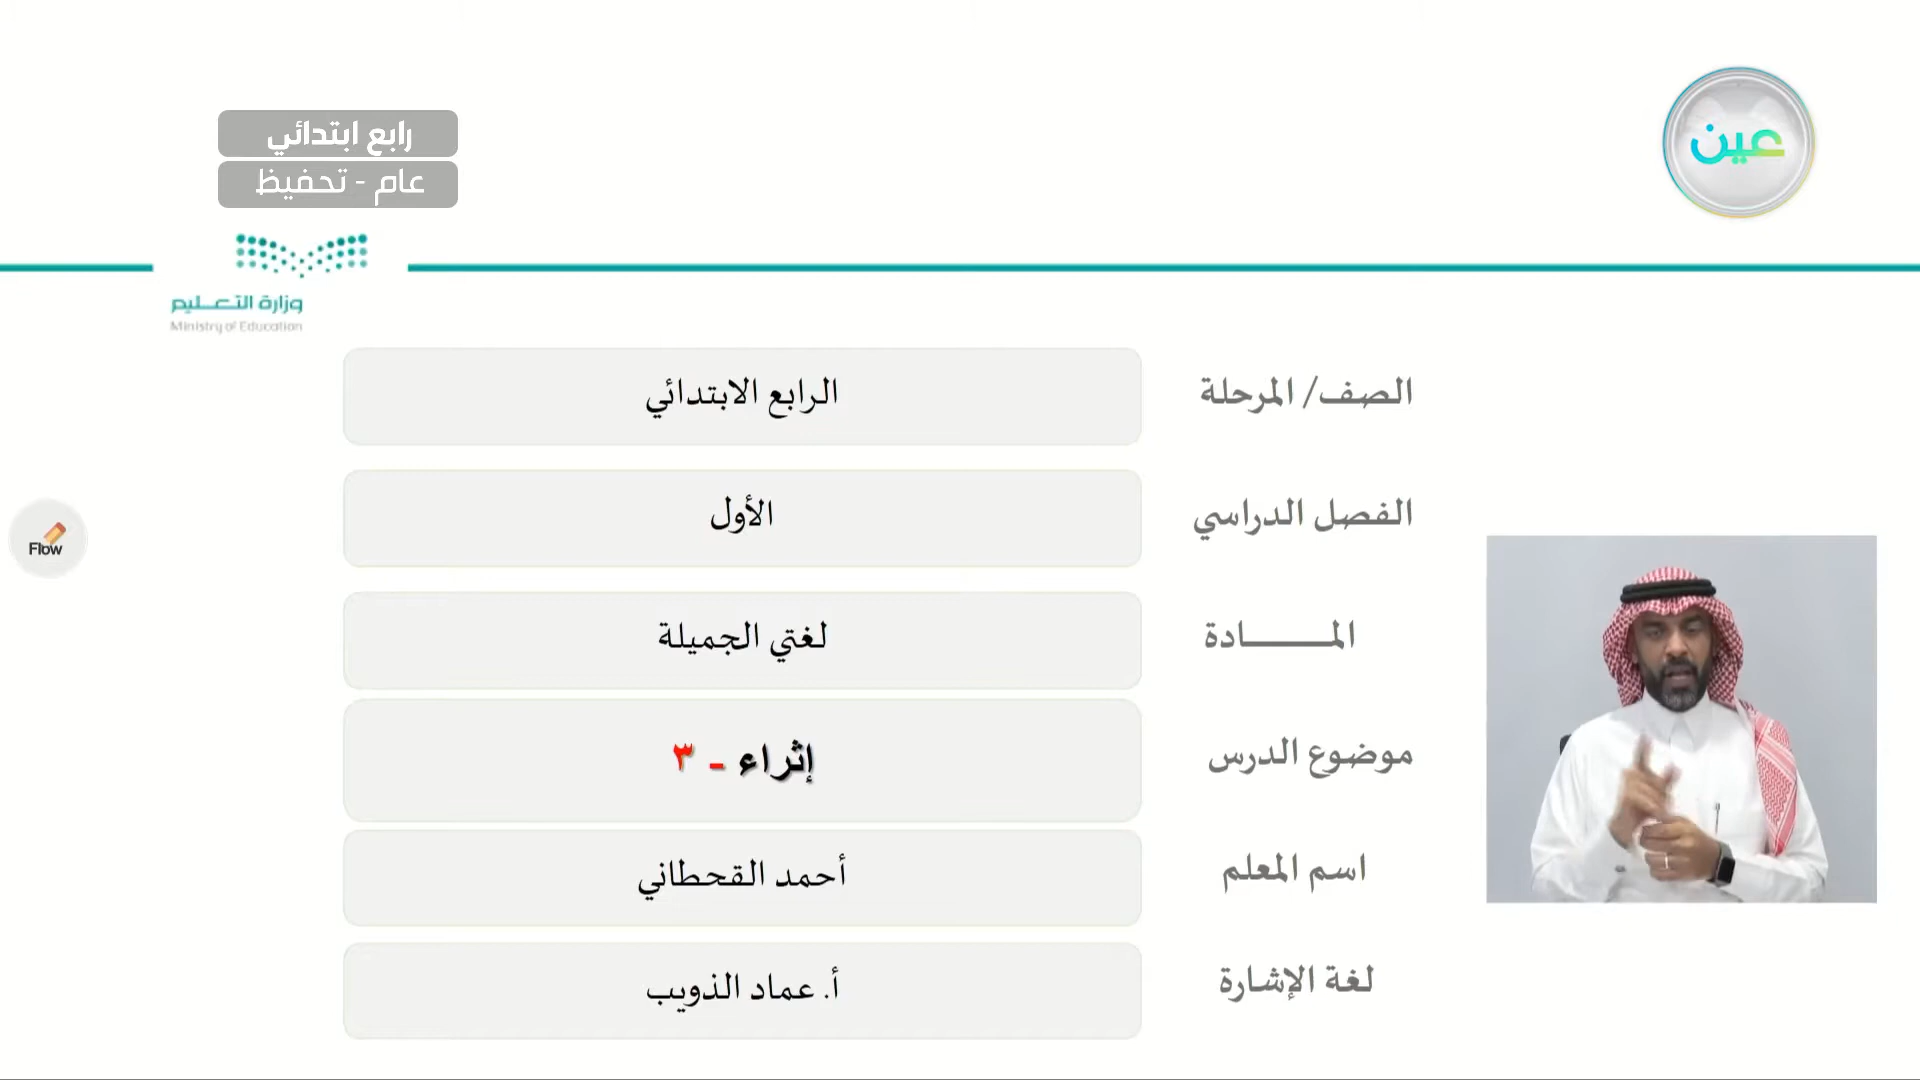 عين
رابع ابتدائي
عام - تحفيظ
وزارة التعليم
Ministry of Education
الصف/ المرحلة
الرابع الابتدائي
الفصل الدراسي
الأول
المــــــــادة
لغتي الجميلة
موضوع الدرس
إثراء - ٣
اسم المعلم
أحمد القحطاني
لغة الإشارة
أ. عماد الذويب
Flow